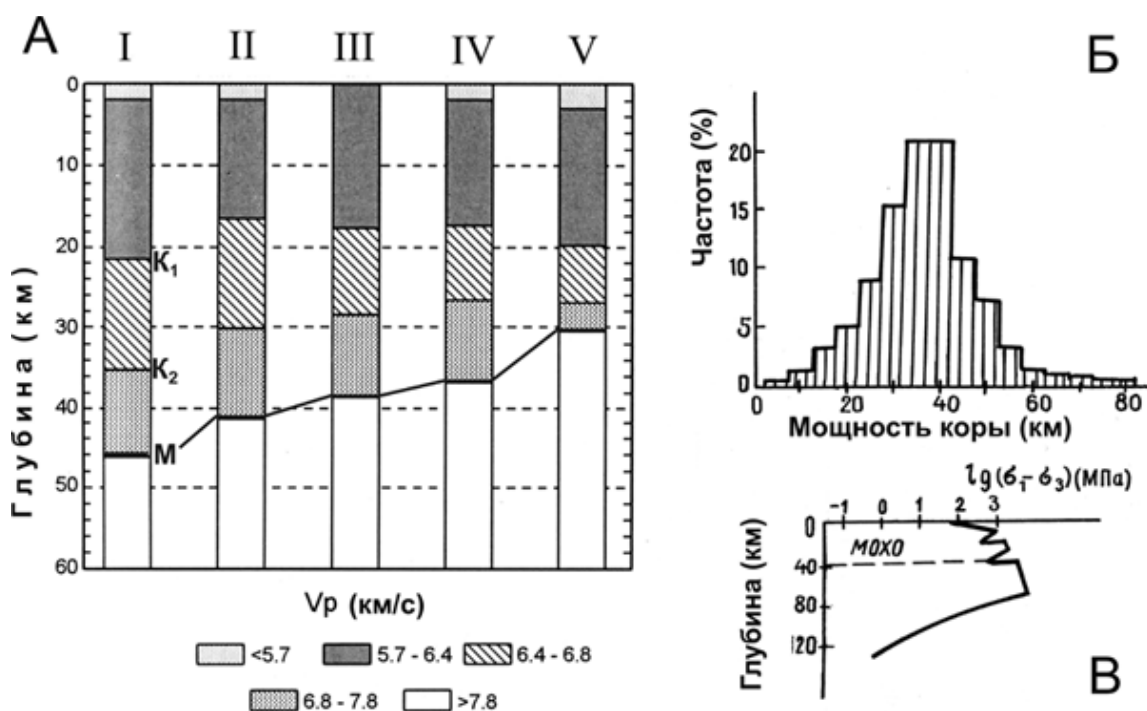 А
I II III IV V
0
10
20
30
40
50
60
Глубина (км)
K₁
K₂
М
Vp (км/с)
<5.7
5.7 - 6.4
6.4 - 6.8
6.8 - 7.8
>7.8
Б
Частота (%)
20
15
10
5
0
0 20 40 60 80
Мощность коры (км)
lg(σ₁-σ₃)(МПа)
-1 0 1 2 3
0
МОХО
40
80
120
Глубина (км)
В